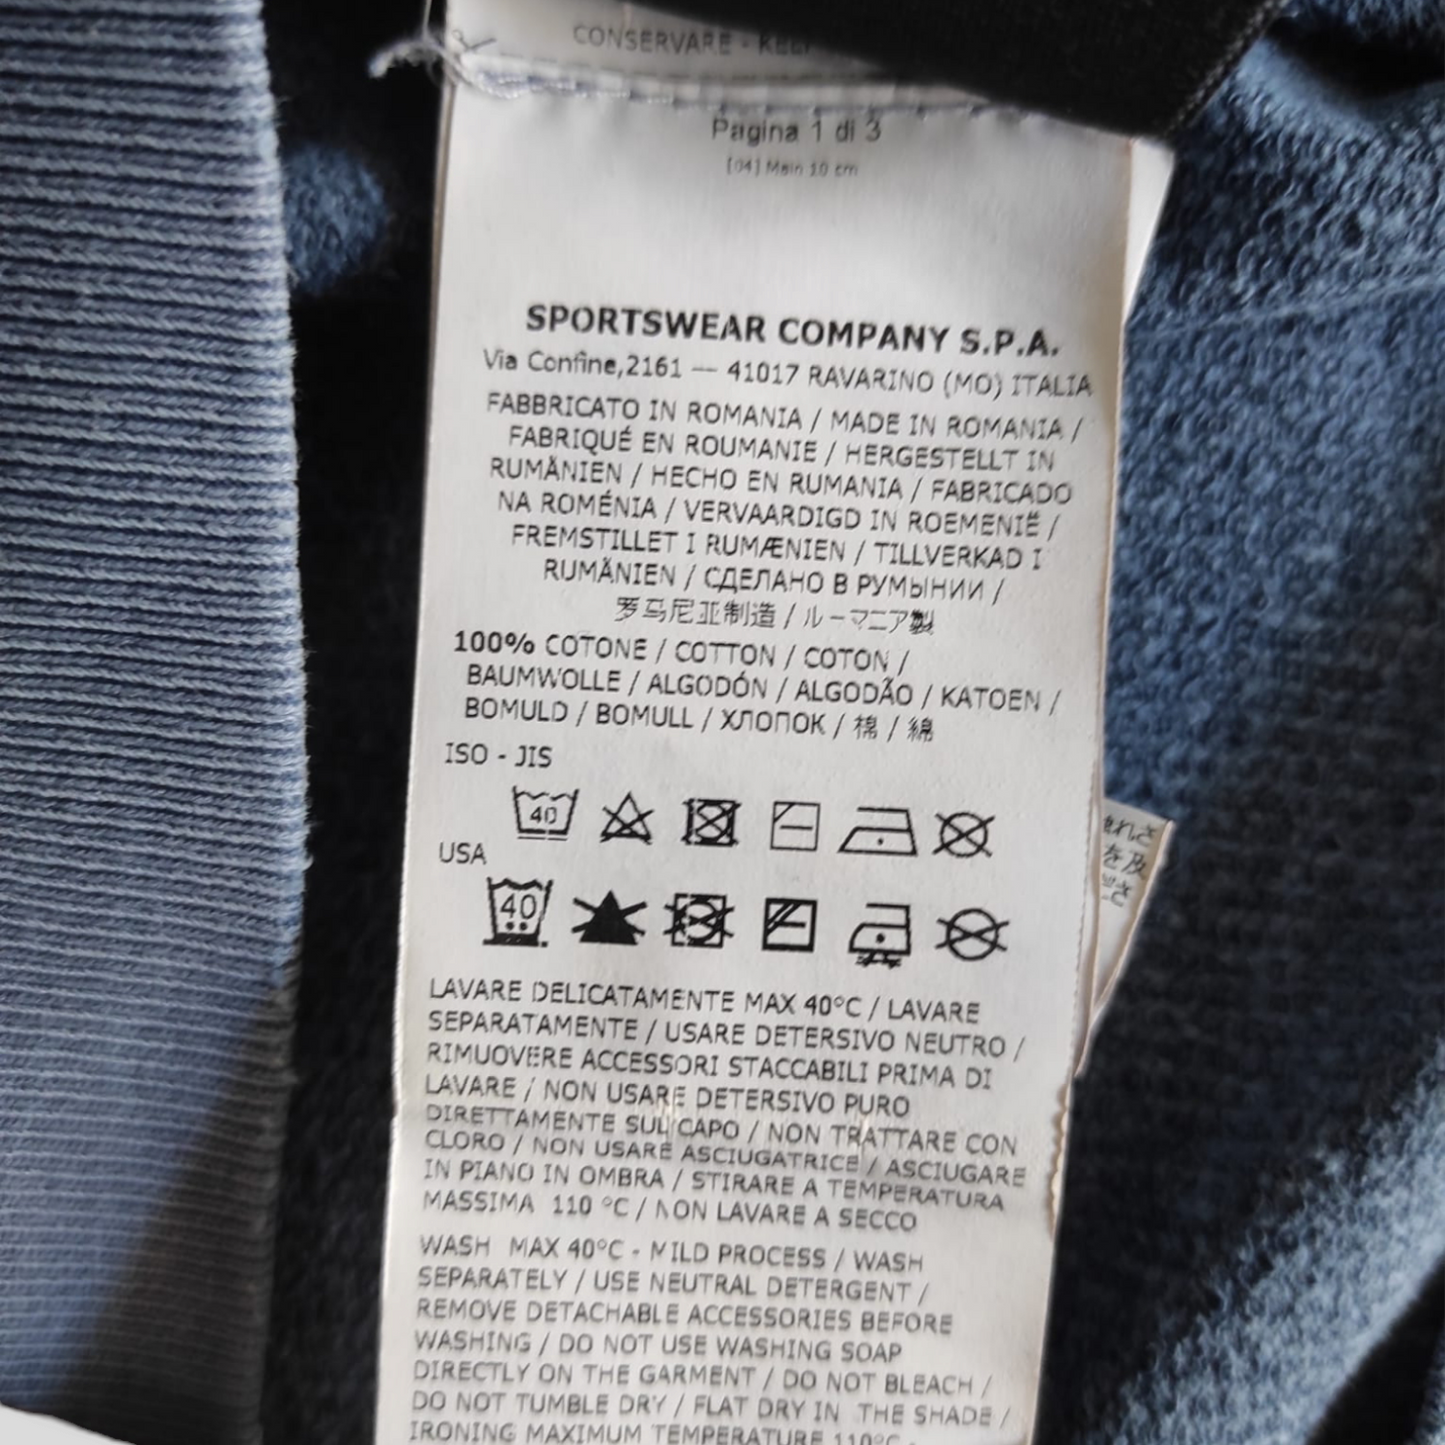 CONSERVARE - KEEP
Pagina 1 di 3
[04] Main 10 cm
SPORTSWEAR COMPANY S.P.A.
Via Confine,2161 — 41017 RAVARINO (MO) ITALIA
FABBRICATO IN ROMANIA / MADE IN ROMANIA /
FABRIQUÉ EN ROUMANIE / HERGESTELLT IN
RUMÄNIEN / HECHO EN RUMANIA / FABRICADO
NA ROMÉNIA / VERVAARDIGD IN ROEMENIË /
FREMSTILLET I RUMÆNIEN / TILLVERKAD I
RUMÄNIEN / СДЕЛАНО В РУМЫНИИ /
罗马尼亚制造 / ルーマニア製
100% COTONE / COTTON / COTON /
BAUMWOLLE / ALGODÓN / ALGODÃO / KATOEN /
BOMULD / BOMULL / ХЛОПОК / 棉 / 綿
ISO - JIS
40
USA
40
LAVARE DELICATAMENTE MAX 40°C / LAVARE
SEPARATAMENTE / USARE DETERSIVO NEUTRO /
RIMUOVERE ACCESSORI STACCABILI PRIMA DI
LAVARE / NON USARE DETERSIVO PURO
DIRETTAMENTE SUL CAPO / NON TRATTARE CON
CLORO / NON USARE ASCIUGATRICE / ASCIUGARE
IN PIANO IN OMBRA / STIRARE A TEMPERATURA
MASSIMA 110 °C / NON LAVARE A SECCO
WASH MAX 40°C - MILD PROCESS / WASH
SEPARATELY / USE NEUTRAL DETERGENT /
REMOVE DETACHABLE ACCESSORIES BEFORE
WASHING / DO NOT USE WASHING SOAP
DIRECTLY ON THE GARMENT / DO NOT BLEACH /
DO NOT TUMBLE DRY / FLAT DRY IN THE SHADE /
IRONING MAXIMUM TEMPERATURE 110°C -